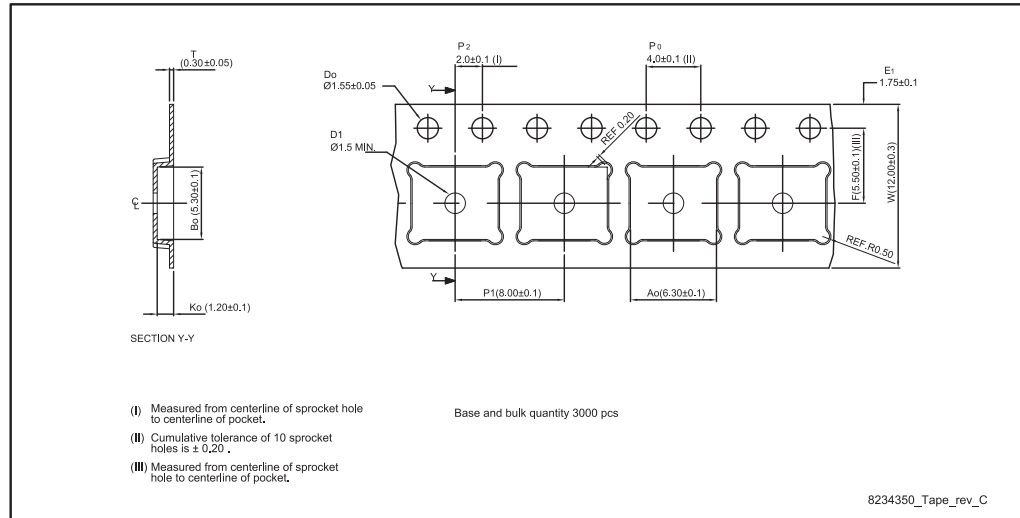 T
(0.30±0.05)
P2
2.0±0.1 (I)
P0
4.0±0.1 (II)
Do
Ø1.55±0.05
E1
1.75±0.1
Y
D1
Ø1.5 MIN.
REF 0.20
Bo (5.30±0.1)
F(5.50±0.1)(III)
W(12.00±0.3)
REF.R0.50
Y
P1(8.00±0.1)
Ao(6.30±0.1)
Ko (1.20±0.1)
SECTION Y-Y
(I) Measured from centerline of sprocket hole
to centerline of pocket.
Base and bulk quantity 3000 pcs
(II) Cumulative tolerance of 10 sprocket
holes is ± 0.20 .
(III) Measured from centerline of sprocket
hole to centerline of pocket.
8234350_Tape_rev_C